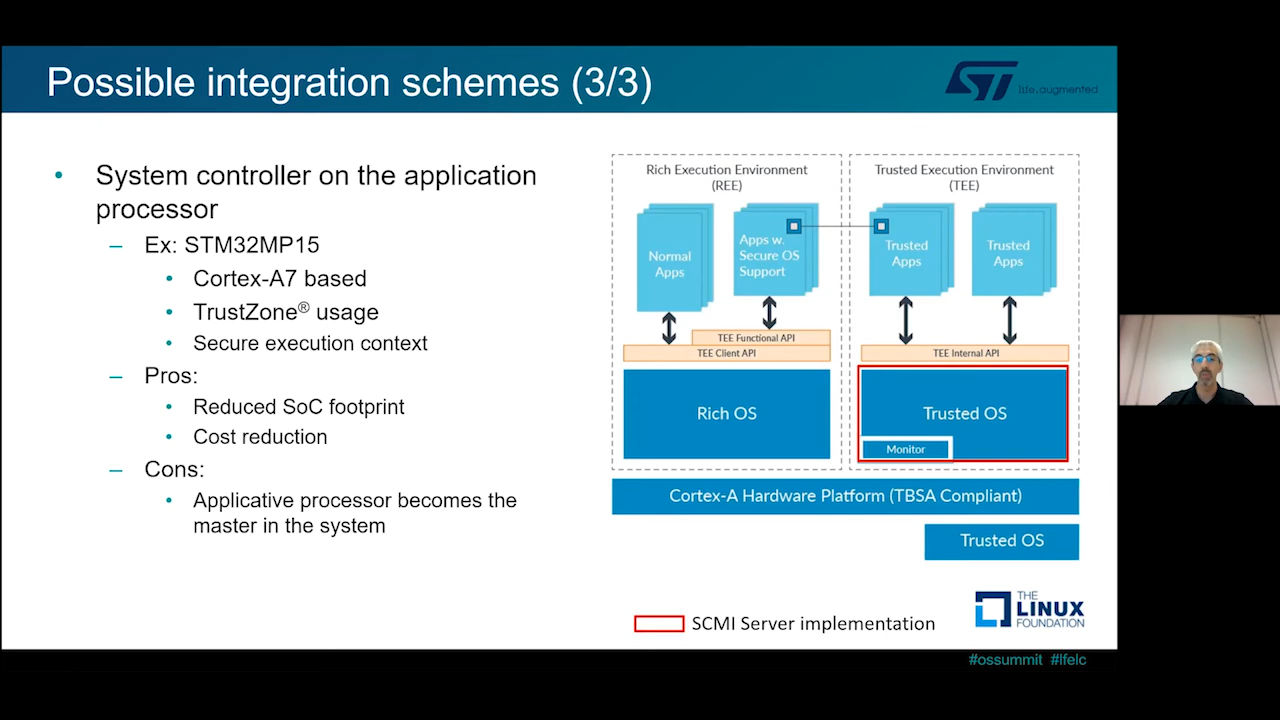 Possible integration schemes (3/3)
ST
life.augmented
• System controller on the application
processor
– Ex: STM32MP15
• Cortex-A7 based
• TrustZone® usage
• Secure execution context
– Pros:
• Reduced SoC footprint
• Cost reduction
– Cons:
• Applicative processor becomes the
master in the system
Rich Execution Environment
(REE)
Normal
Apps
Apps w.
Secure OS
Support
TEE Functional API
TEE Client API
Rich OS
Trusted Execution Environment
(TEE)
Trusted
Apps
Trusted
Apps
TEE Internal API
Trusted OS
Monitor
Cortex-A Hardware Platform (TBSA Compliant)
Trusted OS
SCMI Server implementation
THE
LINUX
FOUNDATION
#ossummit #lfelc